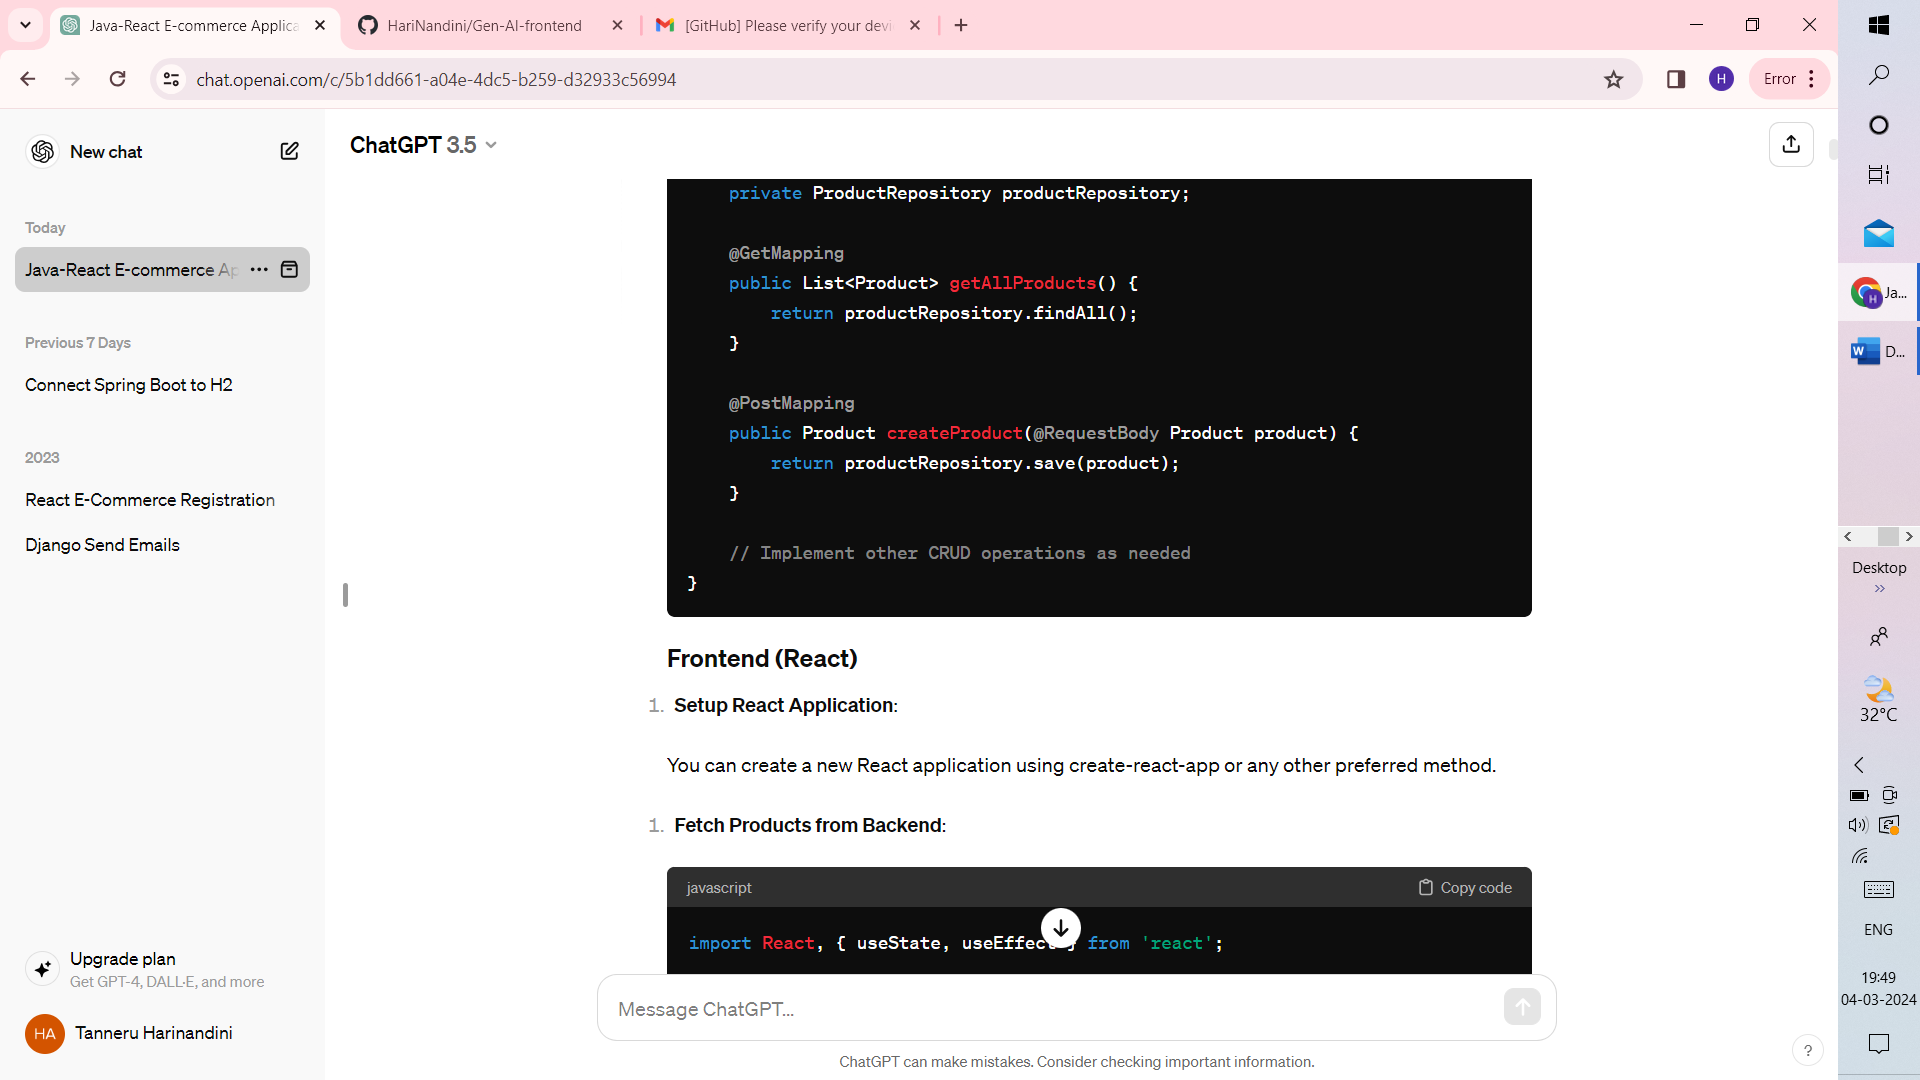 Java-React E-commerce Applica
HariNandini/Gen-AI-frontend
[GitHub] Please verify your devi
chat.openai.com/c/5b1dd661-a04e-4dc5-b259-d32933c56994
H
Error
New chat
Today
Java-React E-commerce Ap
Previous 7 Days
Connect Spring Boot to H2
2023
React E-Commerce Registration
Django Send Emails
Upgrade plan
Get GPT-4, DALL·E, and more
HA
Tanneru Harinandini
ChatGPT 3.5
private ProductRepository productRepository;
@GetMapping
public List<Product> getAllProducts() {
return productRepository.findAll();
}
@PostMapping
public Product createProduct(@RequestBody Product product) {
return productRepository.save(product);
}
// Implement other CRUD operations as needed
}
Frontend (React)
1. Setup React Application:
You can create a new React application using create-react-app or any other preferred method.
1. Fetch Products from Backend:
javascript
Copy code
import React, { useState, useEffect } from 'react';
Message ChatGPT...
ChatGPT can make mistakes. Consider checking important information.
?
H
Ja...
W
D...
Desktop
32°C
ENG
19:49
04-03-2024